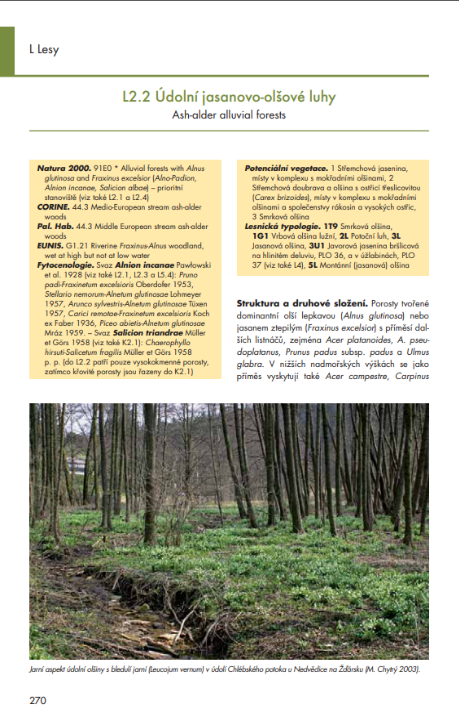 L Lesy
L2.2 Údolní jasanovo-olšové luhy
Ash-alder alluvial forests
Natura 2000. 91E0 * Alluvial forests with Alnus
glutinosa and Fraxinus excelsior (Alno-Padion,
Alnion incanae, Salicion albae) – prioritní
stanoviště (viz také L2.1 a L2.4)
CORINE. 44.3 Medio-European stream ash-alder
woods
Pal. Hab. 44.3 Middle European stream ash-alder
woods
EUNIS. G1.21 Riverine Fraxinus-Alnus woodland,
wet at high but not at low water
Fytocenologie. Svaz Alnion incanae Pawłowski
et al. 1928 (viz také L2.1, L2.3 a L5.4): Pruno
padi-Fraxinetum excelsioris Oberdofer 1953,
Stellario nemorum-Alnetum glutinosae Lohmeyer
1957, Arunco sylvestris-Alnetum glutinosae Tüxen
1957, Carici remotae-Fraxinetum excelsioris Koch
ex Faber 1936, Piceo abietis-Alnetum glutinosae
Mráz 1959. – Svaz Salicion triandrae Müller
et Görs 1958 (viz také K2.1): Chaerophyllo
hirsuti-Salicetum fragilis Müller et Görs 1958
p. p. (do L2.2 patří pouze vysokokmenné porosty,
zatímco křovité porosty jsou řazeny do K2.1)
Potenciální vegetace. 1 Střemchová jasenina,
místy v komplexu s mokřadními olšinami, 2
Střemchová doubrava a olšina s ostřicí třeslicovitou
(Carex brizoides), místy v komplexu s mokřadními
olšinami a společenstvy rákosin a vysokých ostřic,
3 Smrková olšina
Lesnická typologie. 1T9 Smrková olšina,
1G1 Vrbová olšina lužní, 2L Potoční luh, 3L
Jasanová olšina, 3U1 Javorová jasenina bršlicová
na hlinitém deluviu, PLO 36, a v úžlabinách, PLO
37 (viz také L4), 5L Montánní (jasanová) olšina
Struktura a druhové složení. Porosty tvořené
dominantní olší lepkavou (Alnus glutinosa) nebo
jasanem ztepilým (Fraxinus excelsior) s příměsí dal-
ších listnáčů, zejména Acer platanoides, A. pseu-
doplatanus, Prunus padus subsp. padus a Ulmus
glabra. V nižších nadmořských výškách se jako
příměs vyskytují také Acer campestre, Carpinus
Jarní aspekt údolní olšiny s bledulí jarní (Leucojum vernum) v údolí Chlébského potoka u Nedvědice na Žďársku (M. Chytrý 2003).
270